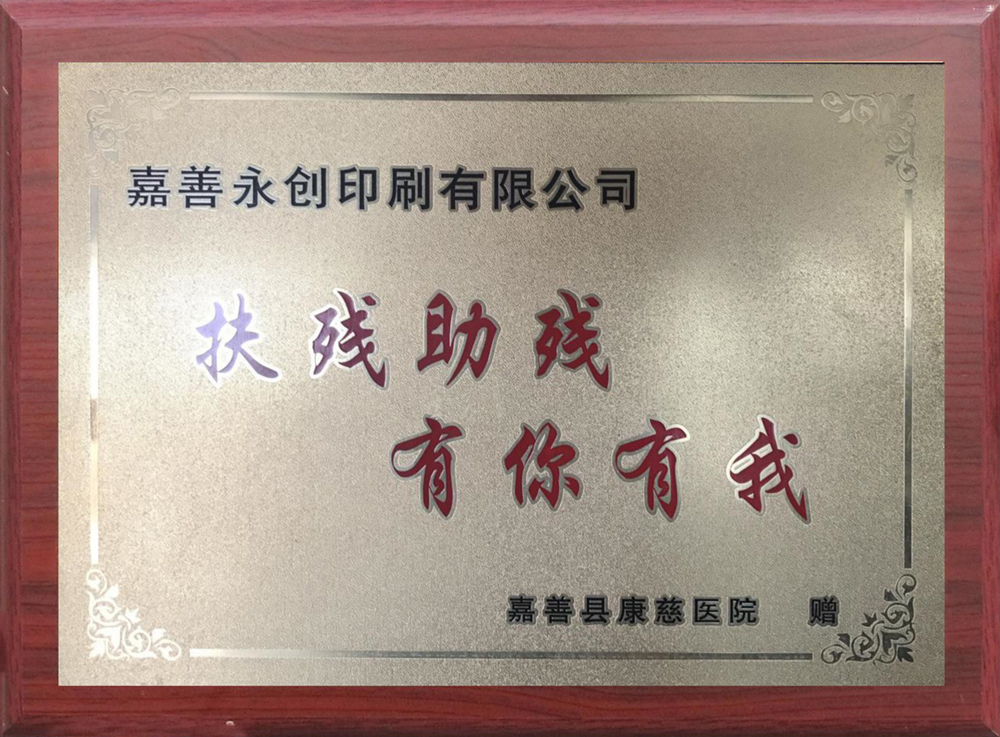 嘉善永创印刷有限公司
扶残助残
有你有我
嘉善县康慈医院 赠